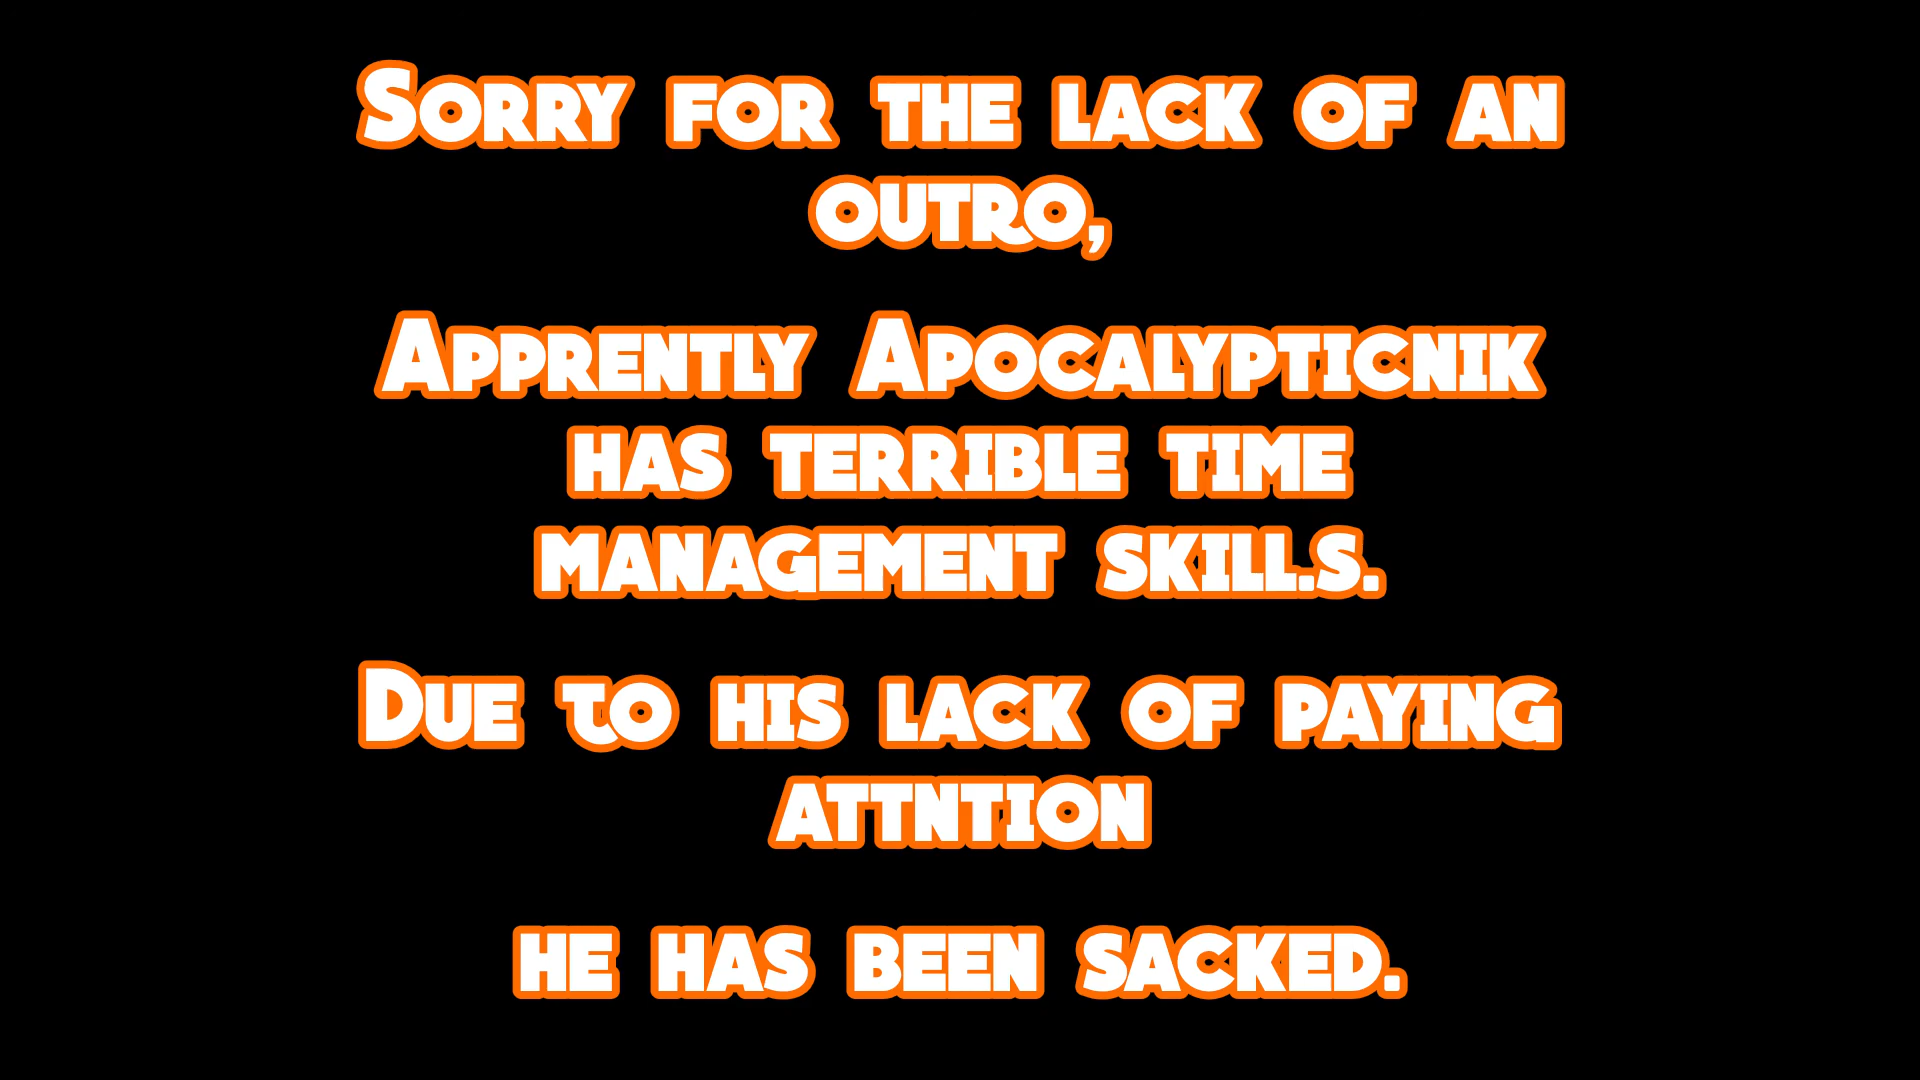 Sorry for the lack of an
outro,
Apprently Apocalypticnik
has terrible time
management skill.s.
Due to his lack of paying
attntion
he has been sacked.